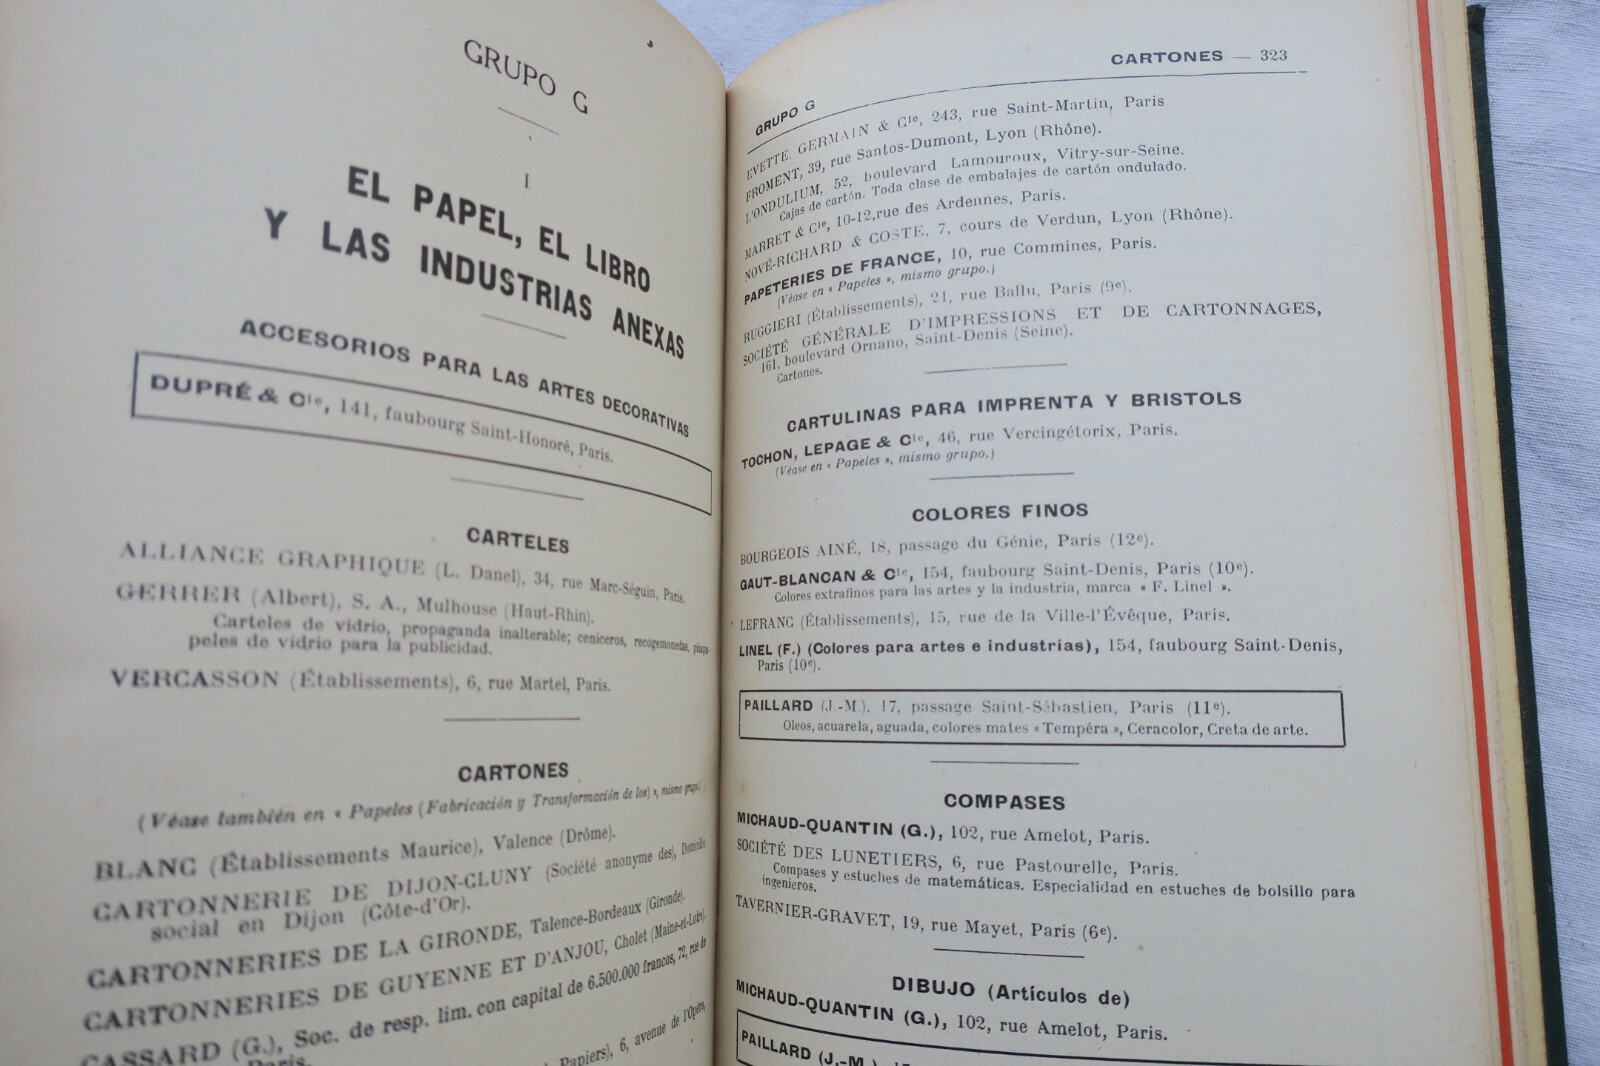 GRUPO G
I
EL PAPEL, EL LIBRO
Y LAS INDUSTRIAS ANEXAS
ACCESORIOS PARA LAS ARTES DECORATIVAS
DUPRÉ & Cie, 141, faubourg Saint-Honoré, Paris.
CARTELES
ALLIANCE GRAPHIQUE (L. Danel), 34, rue Marc-Séguin, Paris.
GERRER (Albert), S. A., Mulhouse (Haut-Rhin).
Carteles de vidrio, propaganda inalterable; ceniceros, recogemonedas, pisapa-
peles de vidrio para la publicidad.
VERCASSON (Établissements), 6, rue Martel, Paris.
CARTONES
(Véase también en « Papeles (Fabricación y Transformación de los) », mismo grupo.)
BLANC (Établissements Maurice), Valence (Drôme).
CARTONNERIE DE DIJON-CLUNY (Société anonyme des), Domicilio
social en Dijon (Côte-d'Or).
CARTONNERIES DE LA GIRONDE, Talence-Bordeaux (Gironde).
CARTONNERIES DE GUYENNE ET D'ANJOU, Cholet (Maine-et-Loire).
CASSARD (G.), Soc. de resp. lim. con capital de 6.500.000 francos, 72, rue de
Paris.
Papiers), 6, avenue de l'Opéra,
GRUPO G
CARTONES — 323
EVETTE, GERMAIN & Cie, 243, rue Saint-Martin, Paris
FROMENT, 39, rue Santos-Dumont, Lyon (Rhône).
L'ONDULIUM, 52, boulevard Lamouroux, Vitry-sur-Seine.
Cajas de cartón. Toda clase de embalajes de cartón ondulado.
MARRET & Cie, 10-12, rue des Ardennes, Paris.
NOVÉ-RICHARD & COSTE, 7, cours de Verdun, Lyon (Rhône).
PAPETERIES DE FRANCE, 10, rue Commines, Paris.
(Véase en « Papeles », mismo grupo.)
RUGGIERI (Établissements), 21, rue Ballu, Paris (9e).
SOCIÉTÉ GÉNÉRALE D'IMPRESSIONS ET DE CARTONNAGES,
161, boulevard Ornano, Saint-Denis (Seine).
Cartones.
CARTULINAS PARA IMPRENTA Y BRISTOLS
TOCHON, LEPAGE & Cie, 46, rue Vercingétorix, Paris.
(Véase en « Papeles », mismo grupo.)
COLORES FINOS
BOURGEOIS AINÉ, 18, passage du Génie, Paris (12e).
GAUT-BLANCAN & Cie, 154, faubourg Saint-Denis, Paris (10e).
Colores extrafinos para las artes y la industria, marca « F. Linel ».
LEFRANC (Établissements), 15, rue de la Ville-l'Évêque, Paris.
LINEL (F.) (Colores para artes e industrias), 154, faubourg Saint-Denis,
Paris (10e).
PAILLARD (J.-M.), 17, passage Saint-Sébastien, Paris (11e).
Oleos, acuarela, aguada, colores mates « Tempéra », Ceracolor, Creta de arte.
COMPASES
MICHAUD-QUANTIN (G.), 102, rue Amelot, Paris.
SOCIÉTÉ DES LUNETIERS, 6, rue Pastourelle, Paris.
Compases y estuches de matemáticas. Especialidad en estuches de bolsillo para
ingenieros.
TAVERNIER-GRAVET, 19, rue Mayet, Paris (6e).
DIBUJO (Artículos de)
MICHAUD-QUANTIN (G.), 102, rue Amelot, Paris.
PAILLARD (J.-M.)